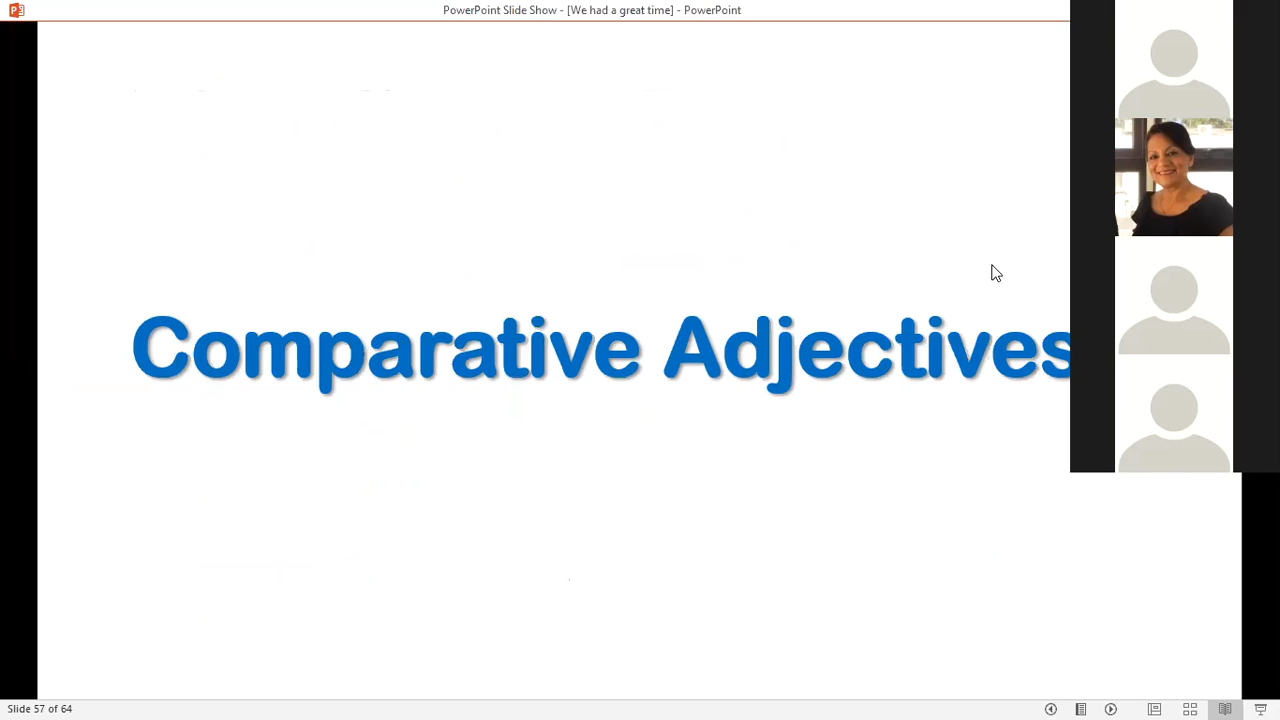 PowerPoint Slide Show - [We had a great time] - PowerPoint
Comparative Adjectives
Slide 57 of 64